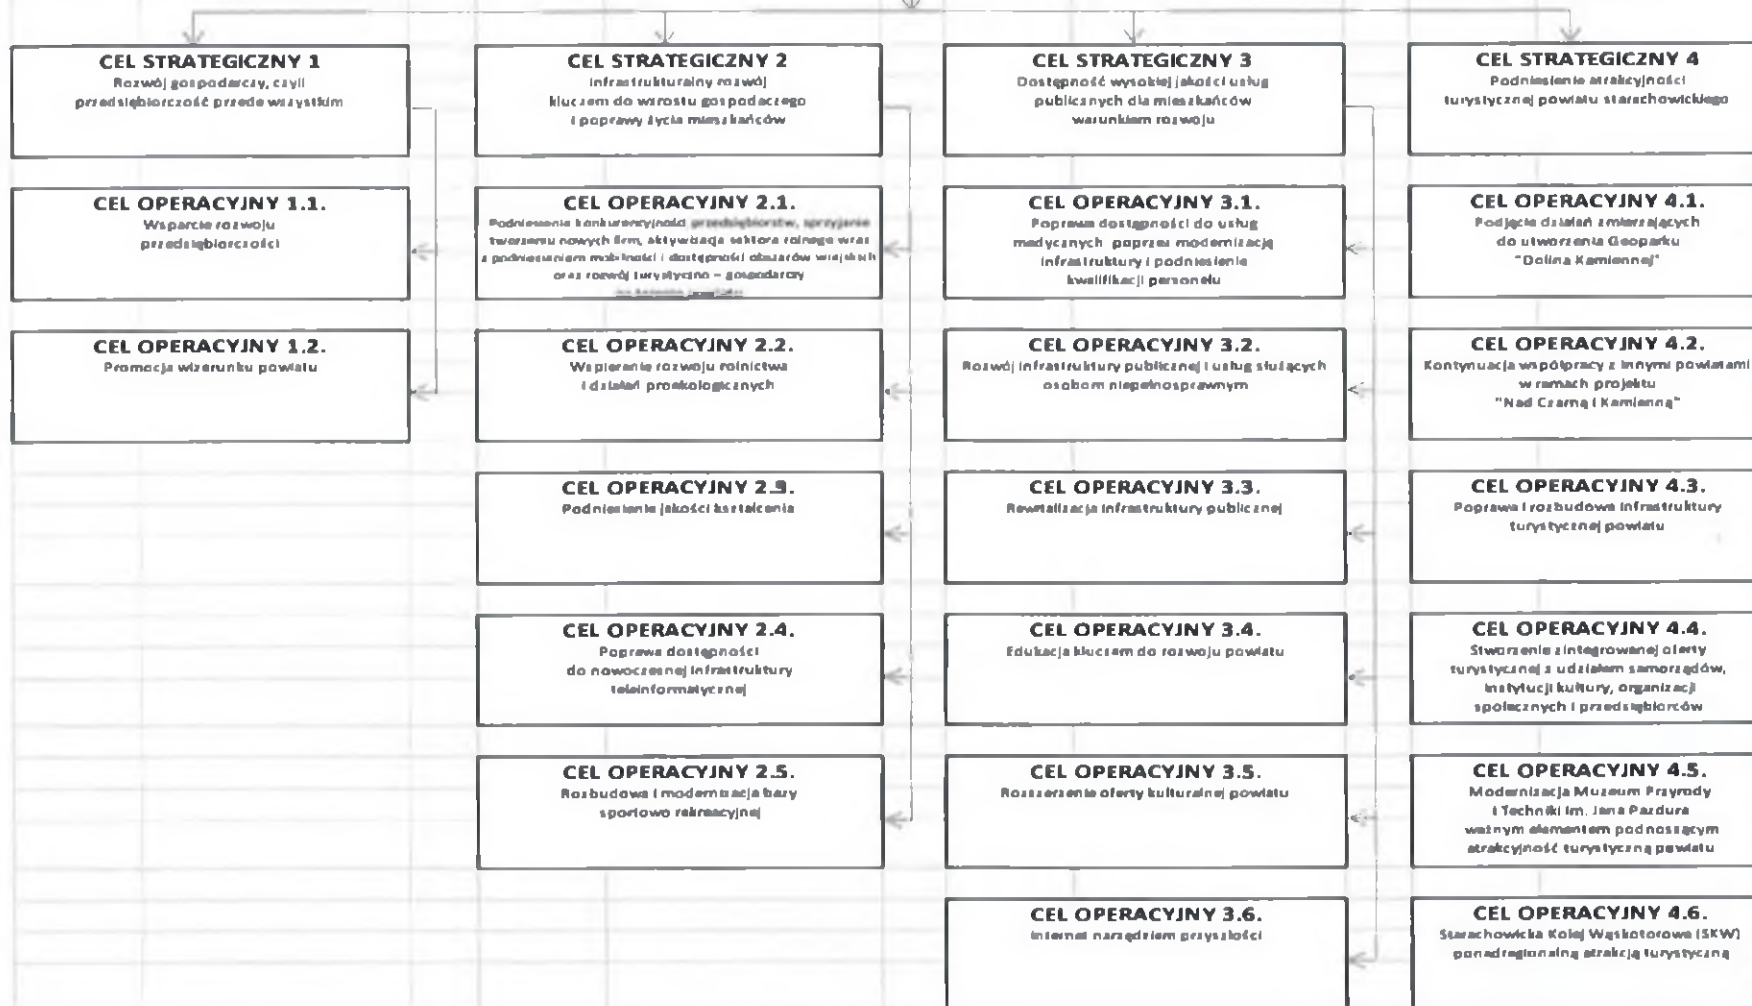 CEL STRATEGICZNY 1
Rozwój gospodarczy, czyli
przedsiębiorczość przede wszystkim
CEL OPERACYJNY 1.1.
Wsparcie rozwoju
przedsiębiorczości
CEL OPERACYJNY 1.2.
Promocja wizerunku powiatu
CEL STRATEGICZNY 2
Infrastrukturalny rozwój
kluczem do wzrostu gospodaczego
i poprawy życia mieszkańców
CEL OPERACYJNY 2.1.
Podniesienie konkurencyjności przedsiębiorstw, sprzyjanie
tworzeniu nowych firm, aktywizacja sektora rolnego wraz
z podniesieniem mobilności i dostępności obszarów wiejskich
oraz rozwój turystyczno – gospodarczy
CEL OPERACYJNY 2.2.
Wspieranie rozwoju rolnictwa
i działań proekologicznych
CEL OPERACYJNY 2.3.
Podniesienie jakości kształcenia
CEL OPERACYJNY 2.4.
Poprawa dostępności
do nowoczesnej infrastruktury
teleinformatycznej
CEL OPERACYJNY 2.5.
Rozbudowa i modernizacja bazy
sportowo rekreacyjnej
CEL STRATEGICZNY 3
Dostępność wysokiej jakości usług
publicznych dla mieszkańców
warunkiem rozwoju
CEL OPERACYJNY 3.1.
Poprawa dostępności do usług
medycznych poprzez modernizację
infrastruktury i podniesienie
kwalifikacji personelu
CEL OPERACYJNY 3.2.
Rozwój infrastruktury publicznej i usług służących
osobom niepełnosprawnym
CEL OPERACYJNY 3.3.
Rewitalizacja infrastruktury publicznej
CEL OPERACYJNY 3.4.
Edukacja kluczem do rozwoju powiatu
CEL OPERACYJNY 3.5.
Rozszerzenie oferty kulturalnej powiatu
CEL OPERACYJNY 3.6.
Internet narzędziem przyszłości
CEL STRATEGICZNY 4
Podniesienie atrakcyjności
turystycznej powiatu starachowickiego
CEL OPERACYJNY 4.1.
Podjęcie działań zmierzających
do utworzenia Geoparku
"Dolina Kamiennej"
CEL OPERACYJNY 4.2.
Kontynuacja współpracy z innymi powiatami
w ramach projektu
"Nad Czarną i Kamienną"
CEL OPERACYJNY 4.3.
Poprawa i rozbudowa infrastruktury
turystycznej powiatu
CEL OPERACYJNY 4.4.
Stworzenie zintegrowanej oferty
turystycznej z udziałem samorządów,
instytucji kultury, organizacji
społecznych i przedsiębiorców
CEL OPERACYJNY 4.5.
Modernizacja Muzeum Przyrody
i Techniki im. Jana Pazdura
ważnym elementem podnoszącym
atrakcyjność turystyczną powiatu
CEL OPERACYJNY 4.6.
Starachowicka Kolej Wąskotorowa (SKW)
ponadregionalną atrakcją turystyczną